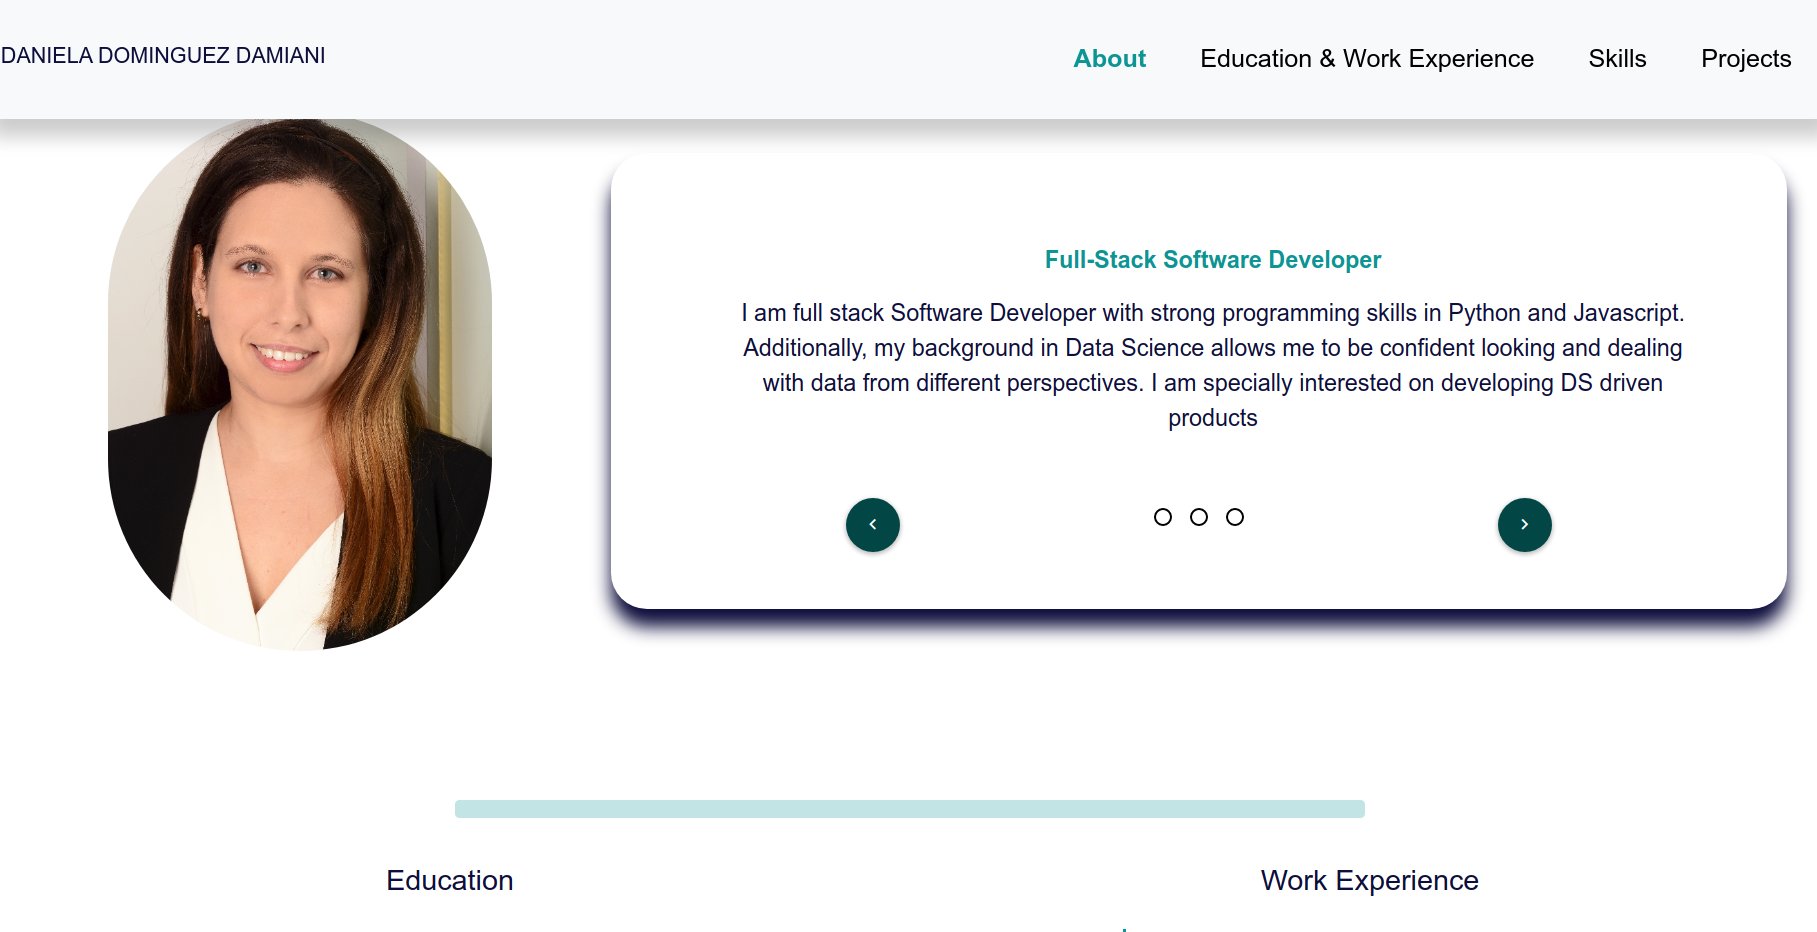 DANIELA DOMINGUEZ DAMIANI
About
Education & Work Experience
Skills
Projects
Full-Stack Software Developer
I am full stack Software Developer with strong programming skills in Python and Javascript.
Additionally, my background in Data Science allows me to be confident looking and dealing
with data from different perspectives. I am specially interested on developing DS driven
products
Education
Work Experience